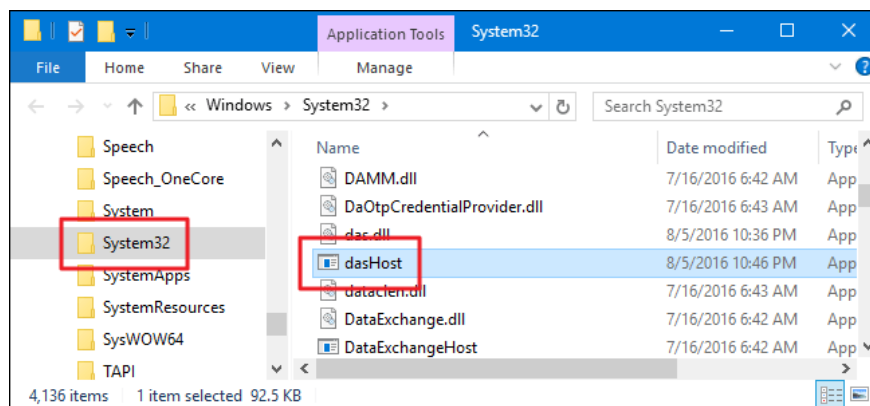 Application Tools System32
File Home Share View Manage
« Windows › System32 › Search System32
Speech
Speech_OneCore
System
System32
SystemApps
SystemResources
SysWOW64
TAPI
Name Date modified Type
DAMM.dll 7/16/2016 6:42 AM App
DaOtpCredentialProvider.dll 7/16/2016 6:43 AM App
das.dll 8/5/2016 10:36 PM App
dasHost 8/5/2016 10:46 PM App
dataclen.dll 7/16/2016 6:43 AM App
DataExchange.dll 7/16/2016 6:42 AM App
DataExchangeHost 7/16/2016 6:42 AM App
4,136 items 1 item selected 92.5 KB